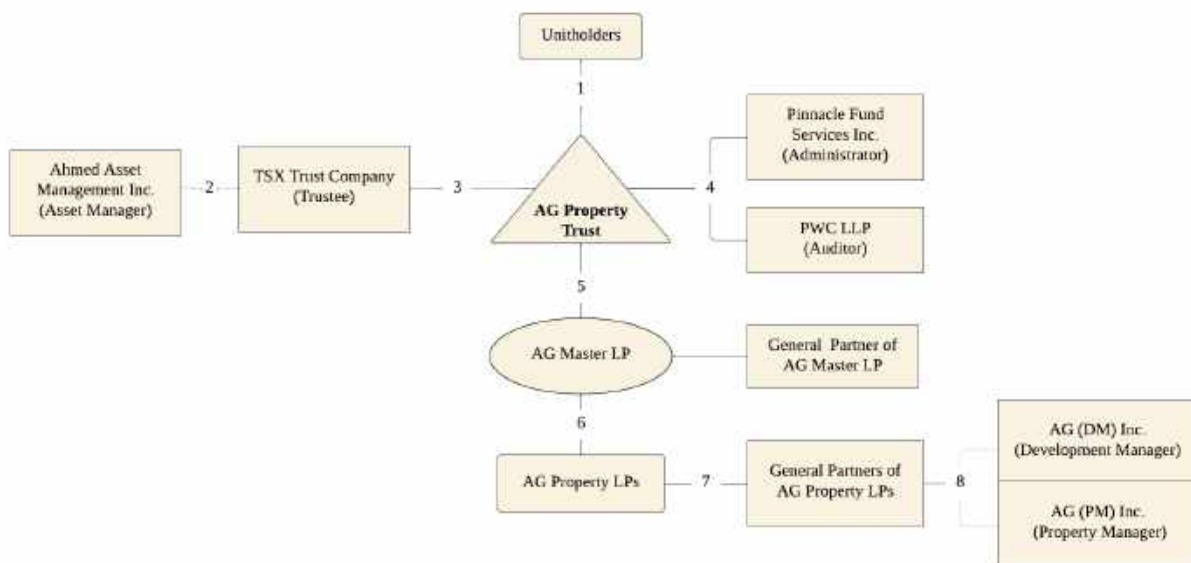 Unitholders
1
Pinnacle Fund
Services Inc.
(Administrator)
Ahmed Asset
Management Inc.
(Asset Manager)
2
TSX Trust Company
(Trustee)
3
AG Property
Trust
4
PWC LLP
(Auditor)
5
AG Master LP
General Partner of
AG Master LP
6
AG Property LPs
7
General Partners of
AG Property LPs
8
AG (DM) Inc.
(Development Manager)
AG (PM) Inc.
(Property Manager)